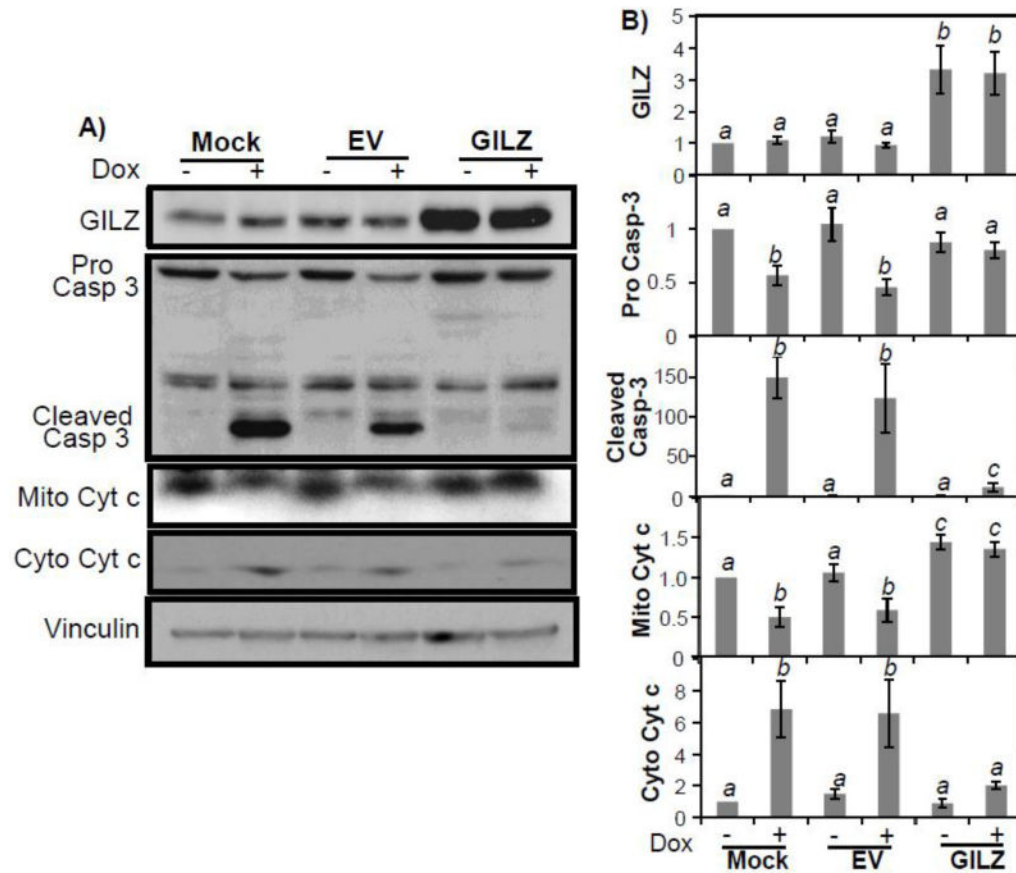 A)
Mock EV GILZ
Dox - + - + - +
GILZ
Pro
Casp 3
Cleaved
Casp 3
Mito Cyt c
Cyto Cyt c
Vinculin
B)
GILZ
5
4
3
2
1
0
a a a a b b
Pro Casp-3
1
0.5
0
a b a b a a
Cleaved
Casp-3
150
100
50
0
a b a b a c
Mito Cyt c
1.5
1.0
0.5
0
a b a b c c
Cyto Cyt c
8
6
4
2
0
a b a b a a
Dox - + - + - +
Mock EV GILZ